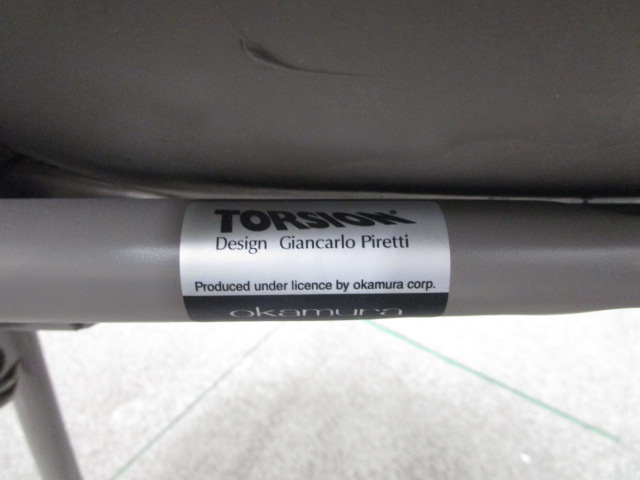 TORSION
Design Giancarlo Piretti
Produced under licence by okamura corp.
okamura